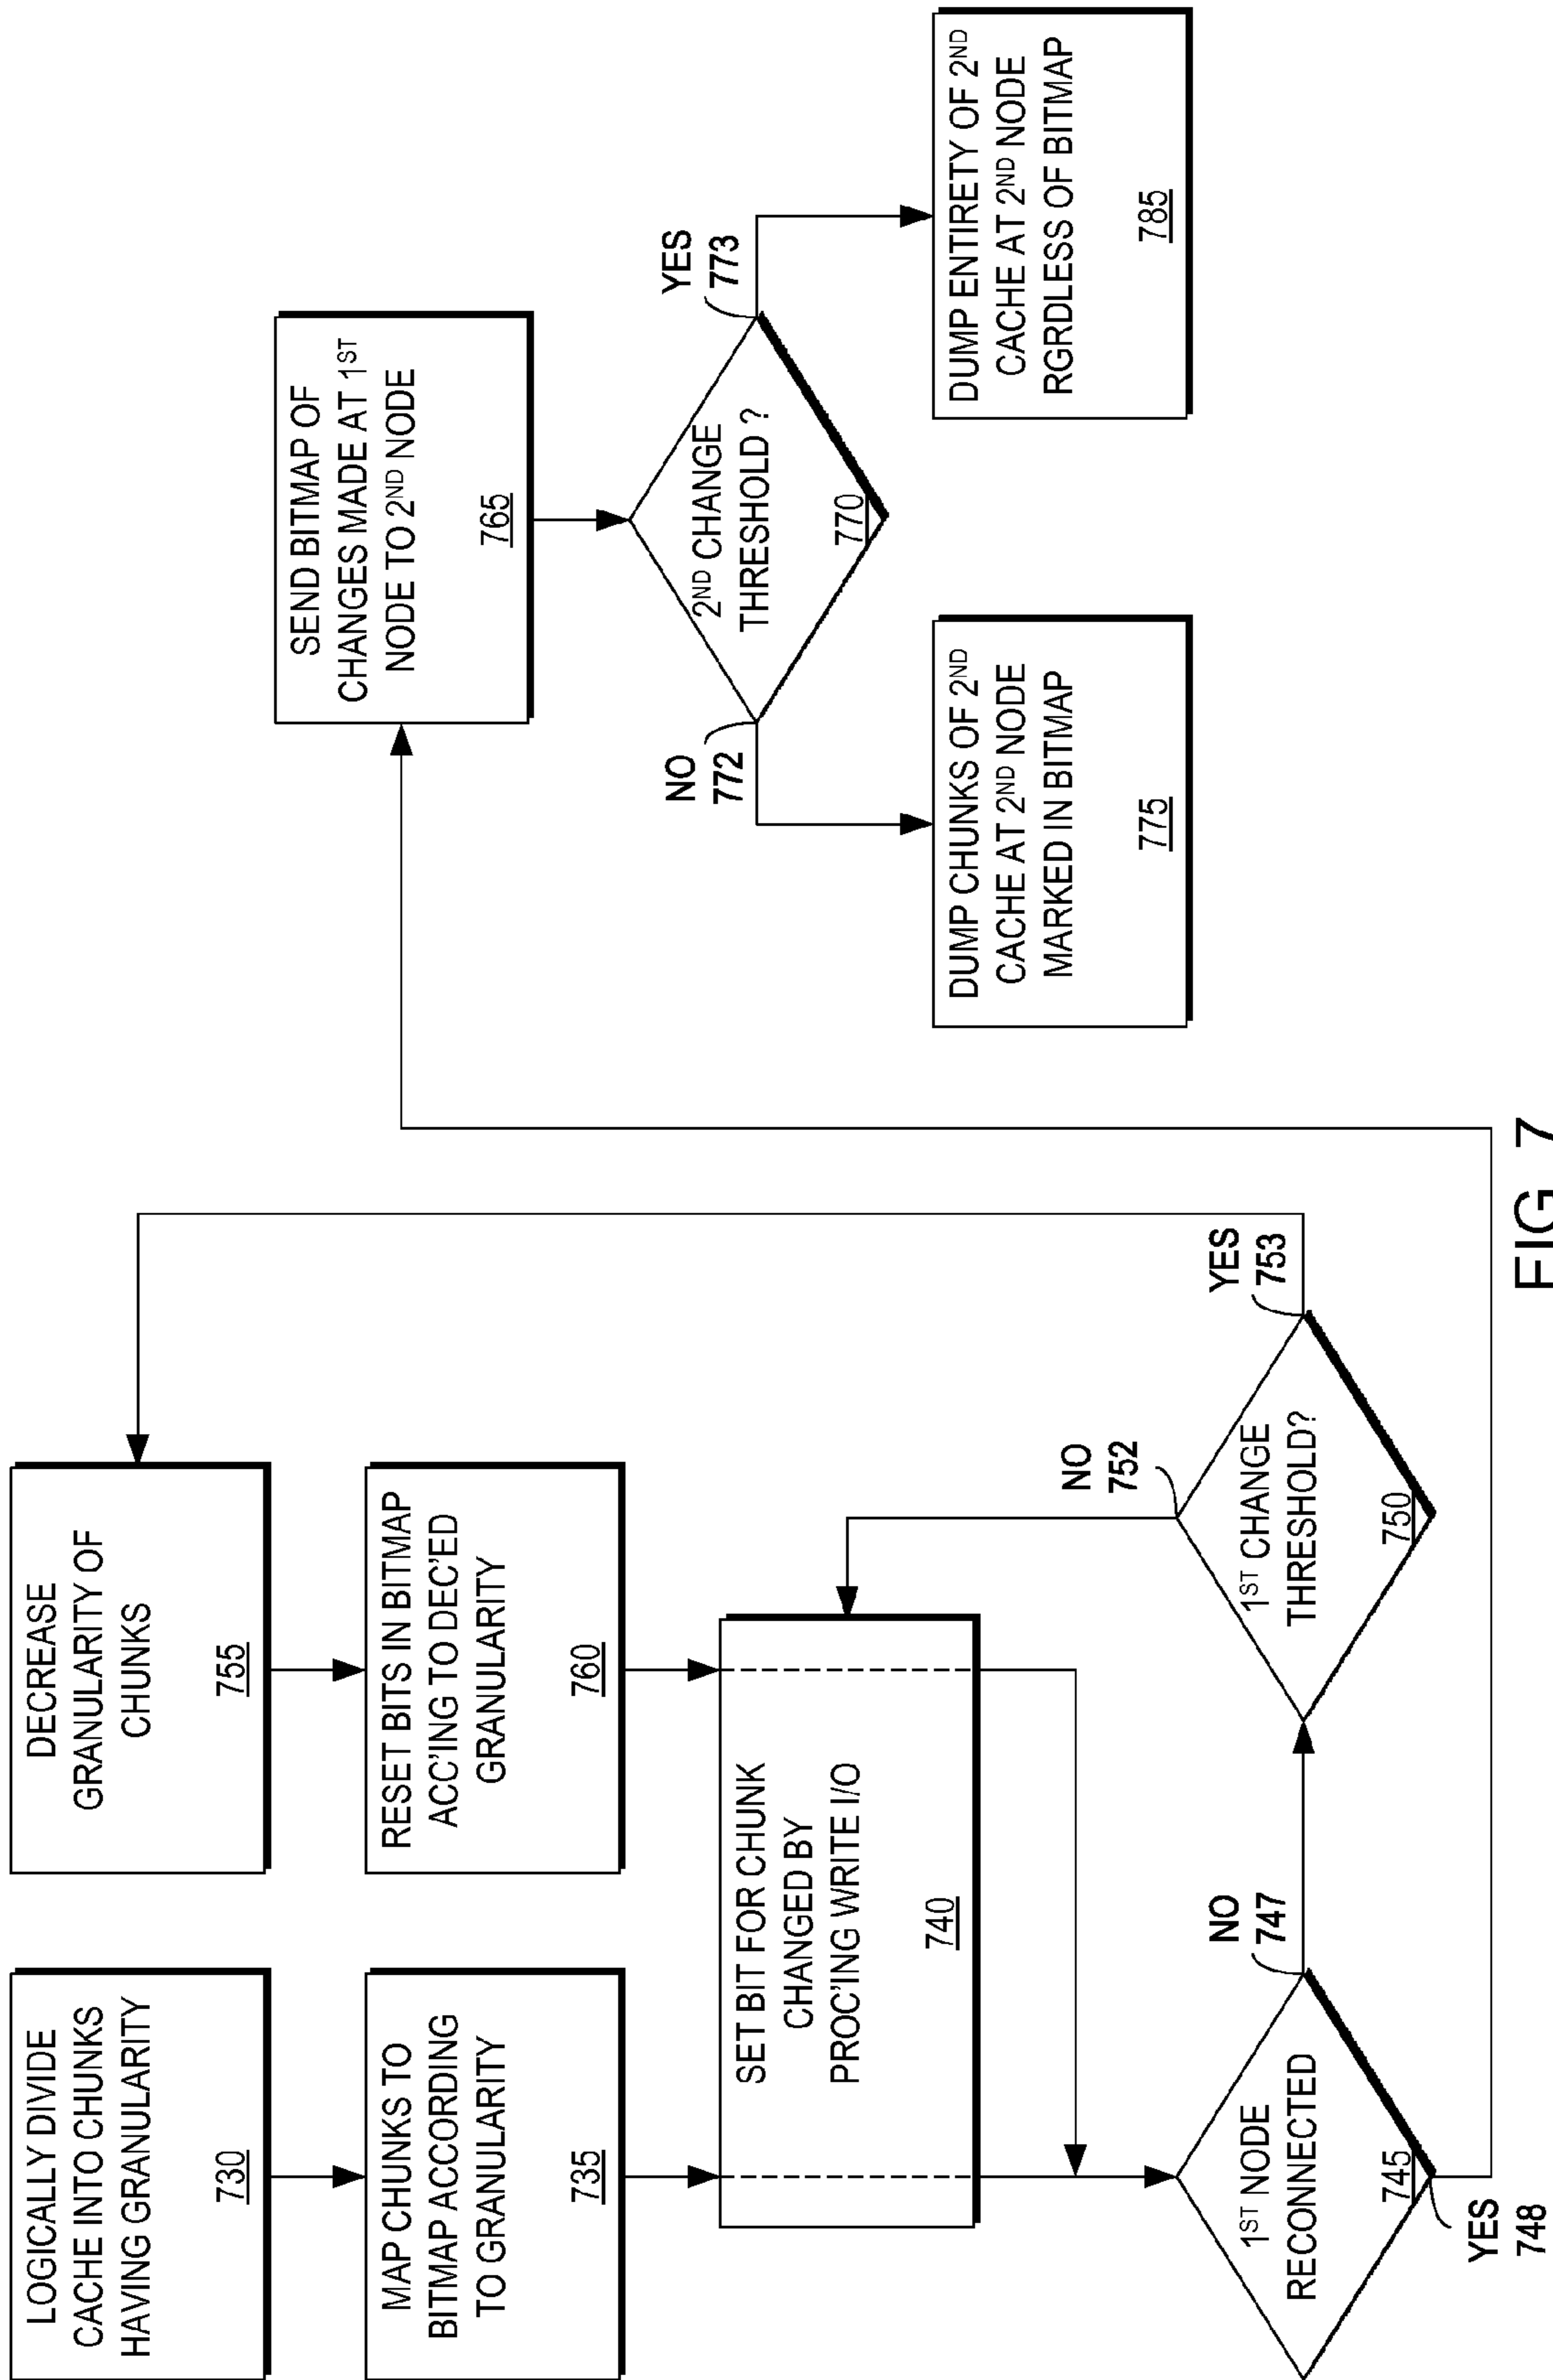 LOGICALLY DIVIDE
CACHE INTO CHUNKS
HAVING GRANULARITY
730
MAP CHUNKS TO
BITMAP ACCORDING
TO GRANULARITY
735
DECREASE
GRANULARITY OF
CHUNKS
755
RESET BITS IN BITMAP
ACC'ING TO DEC'ED
GRANULARITY
760
SET BIT FOR CHUNK
CHANGED BY
PROC'ING WRITE I/O
740
1ST NODE
RECONNECTED
745
NO
747
YES
748
1ST CHANGE
THRESHOLD?
750
NO
752
YES
753
SEND BITMAP OF
CHANGES MADE AT 1ST
NODE TO 2ND NODE
765
2ND CHANGE
THRESHOLD ?
770
NO
772
YES
773
DUMP CHUNKS OF 2ND
CACHE AT 2ND NODE
MARKED IN BITMAP
775
DUMP ENTIRETY OF 2ND
CACHE AT 2ND NODE
RGRDLESS OF BITMAP
785
FIG. 7